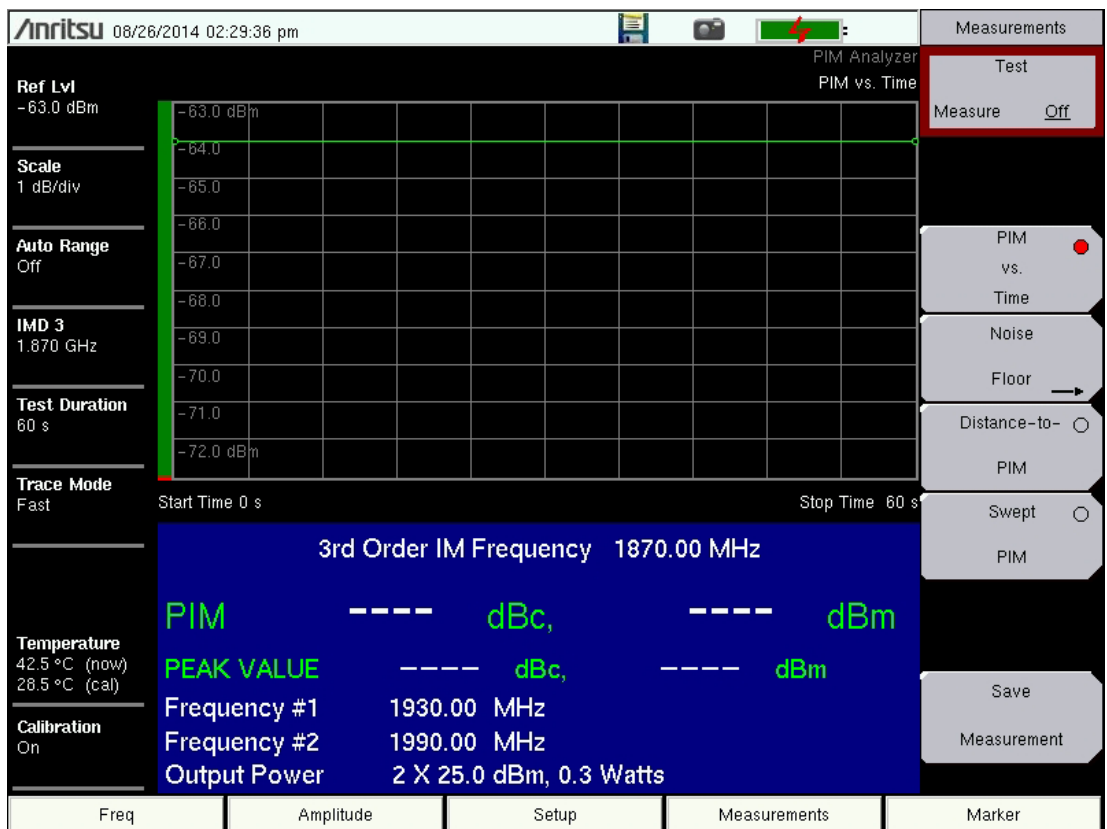 /Inritsu 08/26/2014 02:29:36 pm
Measurements
PIM Analyzer
PIM vs. Time
Test
Measure Off
Ref Lvl
-63.0 dBm
Scale
1 dB/div
Auto Range
Off
IMD 3
1.870 GHz
Test Duration
60 s
Trace Mode
Fast
Temperature
42.5 °C (now)
28.5 °C (cal)
Calibration
On
-63.0 dBm
-64.0
-65.0
-66.0
-67.0
-68.0
-69.0
-70.0
-71.0
-72.0 dBm
Start Time 0 s
Stop Time 60 s
3rd Order IM Frequency 1870.00 MHz
PIM ---- dBc, ---- dBm
PEAK VALUE ---- dBc, ---- dBm
Frequency #1 1930.00 MHz
Frequency #2 1990.00 MHz
Output Power 2 X 25.0 dBm, 0.3 Watts
PIM
vs.
Time
Noise
Floor
Distance-to-
PIM
Swept
PIM
Save
Measurement
Freq
Amplitude
Setup
Measurements
Marker